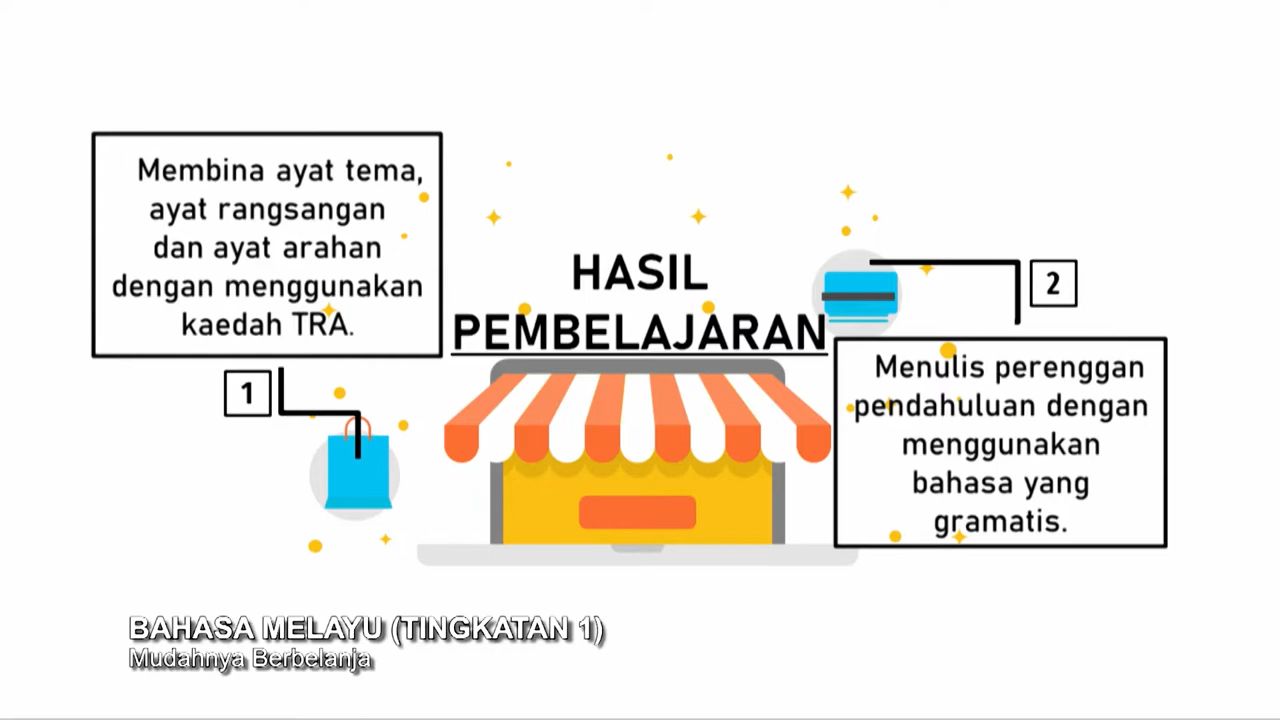 HASIL
PEMBELAJARAN
Membina ayat tema,
ayat rangsangan
dan ayat arahan
dengan menggunakan
kaedah TRA.
1
2
Menulis perenggan
pendahuluan dengan
menggunakan
bahasa yang
gramatis.
BAHASA MELAYU (TINGKATAN 1)
Mudahnya Berbelanja